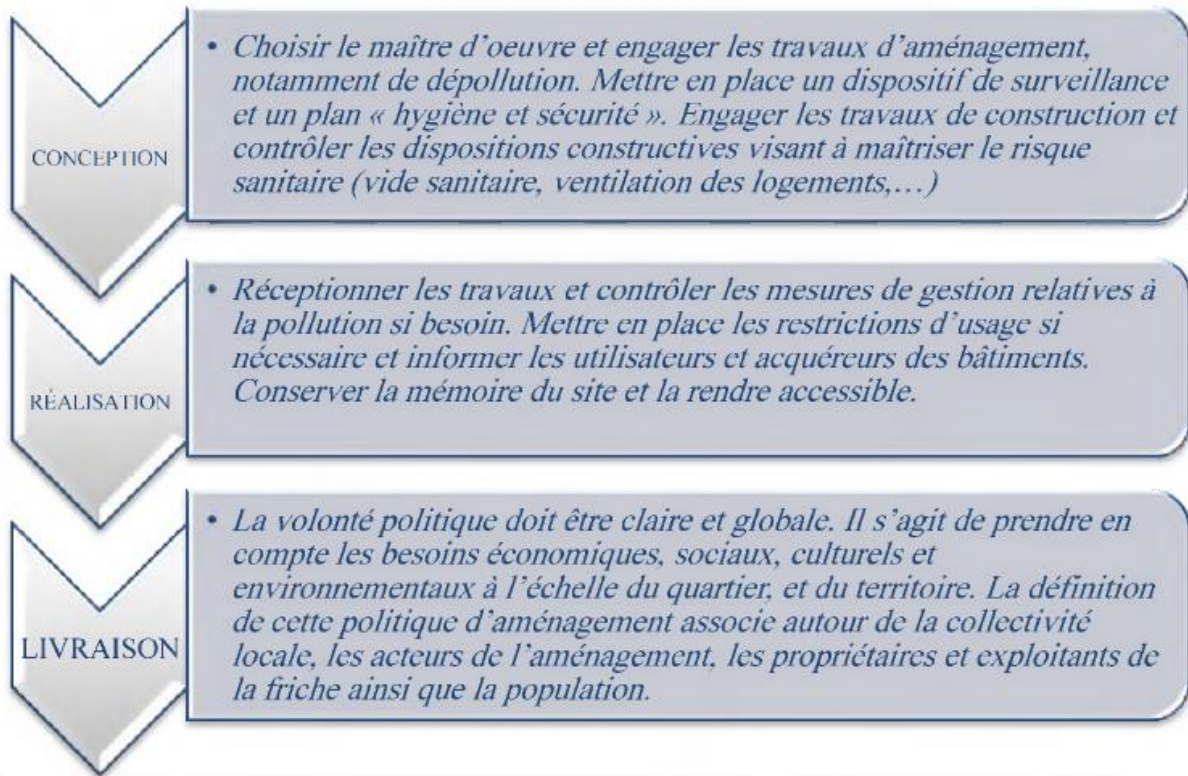 CONCEPTION
• Choisir le maître d'oeuvre et engager les travaux d'aménagement,
notamment de dépollution. Mettre en place un dispositif de surveillance
et un plan « hygiène et sécurité ». Engager les travaux de construction et
contrôler les dispositions constructives visant à maîtriser le risque
sanitaire (vide sanitaire, ventilation des logements,…)
RÉALISATION
• Réceptionner les travaux et contrôler les mesures de gestion relatives à
la pollution si besoin. Mettre en place les restrictions d'usage si
nécessaire et informer les utilisateurs et acquéreurs des bâtiments.
Conserver la mémoire du site et la rendre accessible.
LIVRAISON
• La volonté politique doit être claire et globale. Il s'agit de prendre en
compte les besoins économiques, sociaux, culturels et
environnementaux à l'échelle du quartier, et du territoire. La définition
de cette politique d'aménagement associe autour de la collectivité
locale, les acteurs de l'aménagement, les propriétaires et exploitants de
la friche ainsi que la population.